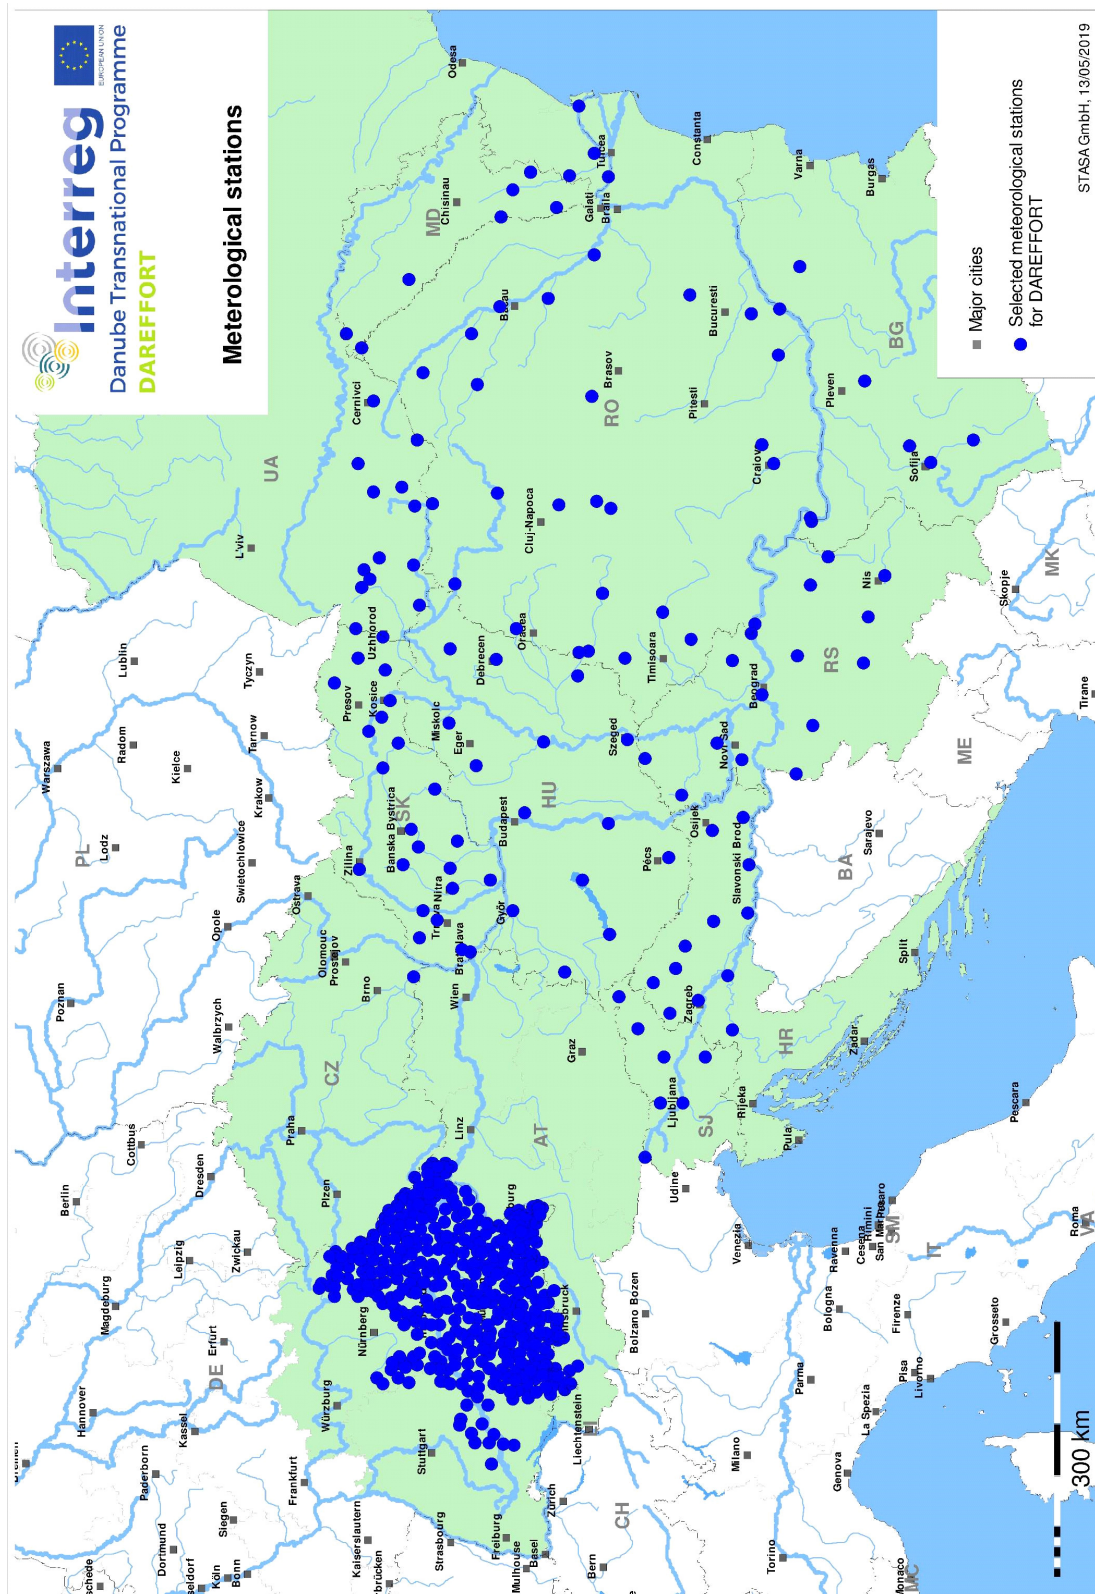 Interreg
EUROPEAN UNION
Danube Transnational Programme
DAREFFORT
Meterological stations
Odesa
MD
Chisinau
Tulcea
Galati
Braila
Constanta
Varna
Burgas
STASA GmbH, 13/05/2019
Major cities
Selected meteorological stations
for DAREFFORT
Bacau
Bucuresti
BG
Cernivci
Brasov
RO
Pitesti
Pleven
UA
Craiova
Sofija
L'viv
Cluj-Napoca
Nis
MK
Skopje
Lublin
Tyczyn
Uzhhorod
Oradea
Debrecen
Timisoara
RS
Presov
Kosice
Beograd
Tirane
Warszawa
Radom
Kielce
Tarnow
Krakow
Miskolc
Eger
Szeged
Novi Sad
ME
PL
Lodz
Swietochlowice
Zilina
Banska Bystrica
SK
HU
Budapest
Osijek
Pécs
Slavonski Brod
BA
Sarajevo
Ostrava
Opole
Nitra
Trnava
Györ
Olomouc
Prostejov
Bratislava
Split
Poznan
Brno
Wien
Zagreb
Walbrzych
Graz
HR
Zadar
CZ
Praha
Linz
AT
Ljubljana
SJ
Rijeka
Pula
Pescara
Cottbus
Berlin
Dresden
Plzen
Udine
Leipzig
Zwickau
Venezia
Ravenna
Cesena
Rimini
San Marino
Pesaro
SM
IT
Roma
VA
Magdeburg
Nürnberg
Innsbruck
Bolzano Bozen
Bologna
Firenze
Grosseto
Erfurt
DE
Hannover
Kassel
Würzburg
Parma
Pisa
Livorno
La Spezia
Paderborn
Frankfurt
Stuttgart
Liechtenstein
Milano
Genova
300 km
Siegen
Dortmund
Zürich
CH
Kaiserslautern
Strasbourg
Freiburg
Mulhouse
Basel
Bern
Torino
Köln
Bonn
Monaco
MC